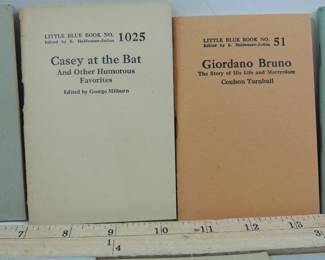 LITTLE BLUE BOOK NO. 1025
Edited by E. Haldeman-Julius
Casey at the Bat
And Other Humorous
Favorites
Edited by George Milburn
LITTLE BLUE BOOK NO. 51
Edited by E. Haldeman-Julius
Giordano Bruno
The Story of His Life and Martyrdom
Coulson Turnbull
7 8 9 10 11 12 13
1/4